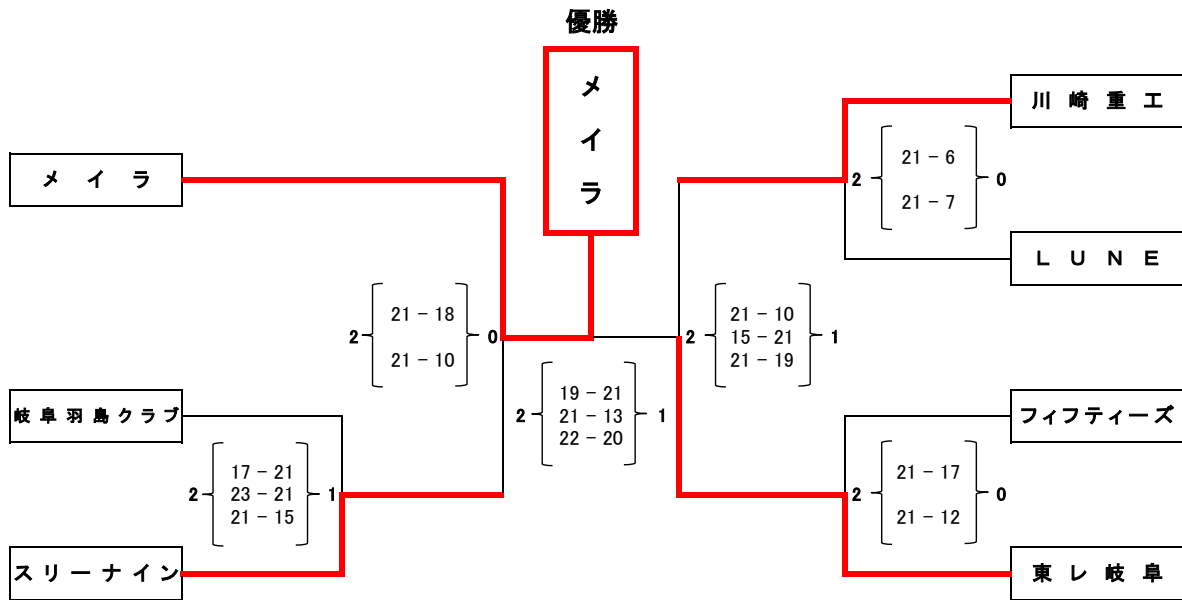 優勝
メイラ
川崎重工
メイラ
2 21 − 6 0
21 − 7
LUNE
2 21 − 18 0
21 − 10
2 21 − 10 1
15 − 21
21 − 19
2 19 − 21 1
21 − 13
22 − 20
岐阜羽島クラブ
フィフティーズ
2 17 − 21 1
23 − 21
21 − 15
2 21 − 17 0
21 − 12
スリーナイン
東レ岐阜